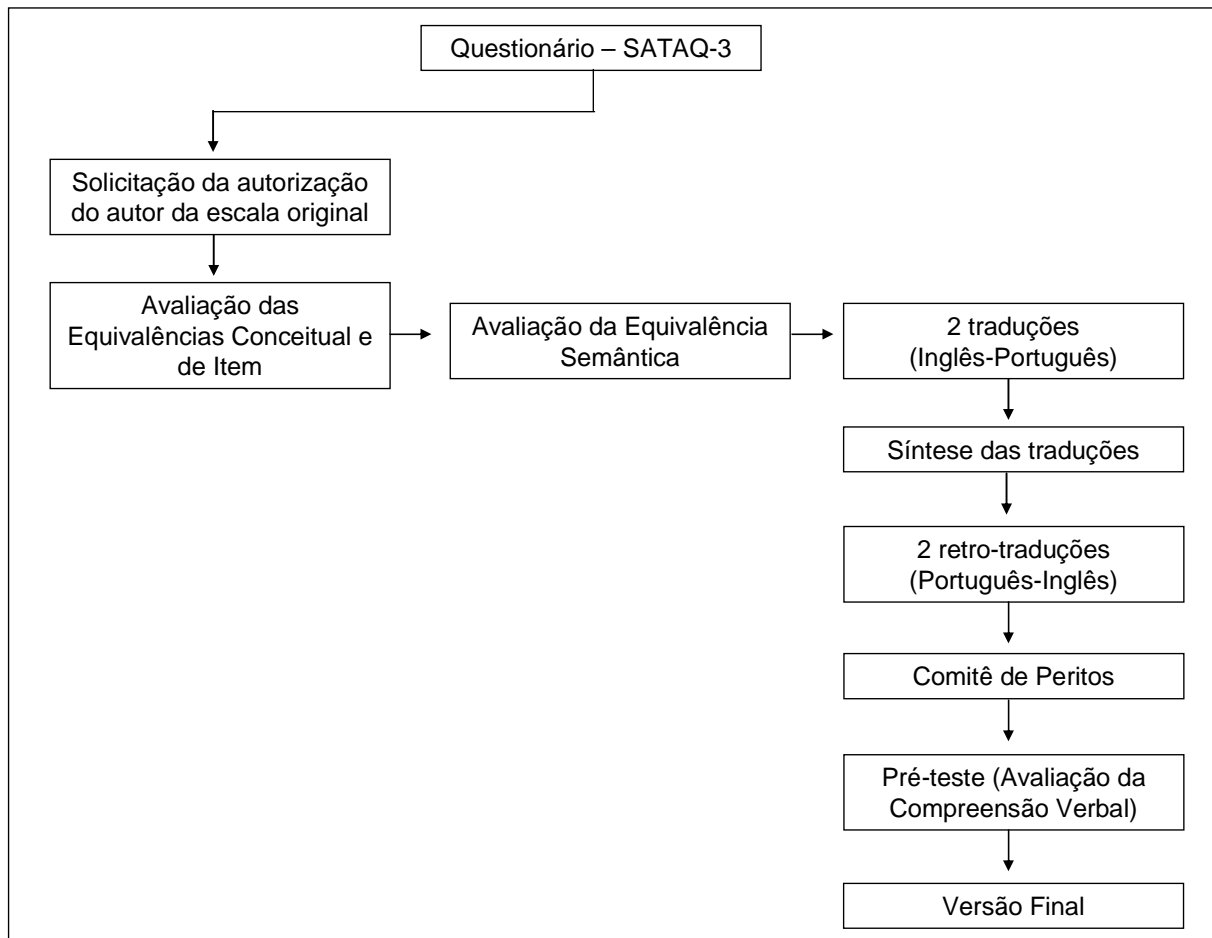 Questionário – SATAQ-3
Solicitação da autorização
do autor da escala original
Avaliação das
Equivalências Conceitual e
de Item
Avaliação da Equivalência
Semântica
2 traduções
(Inglês-Português)
Síntese das traduções
2 retro-traduções
(Português-Inglês)
Comitê de Peritos
Pré-teste (Avaliação da
Compreensão Verbal)
Versão Final